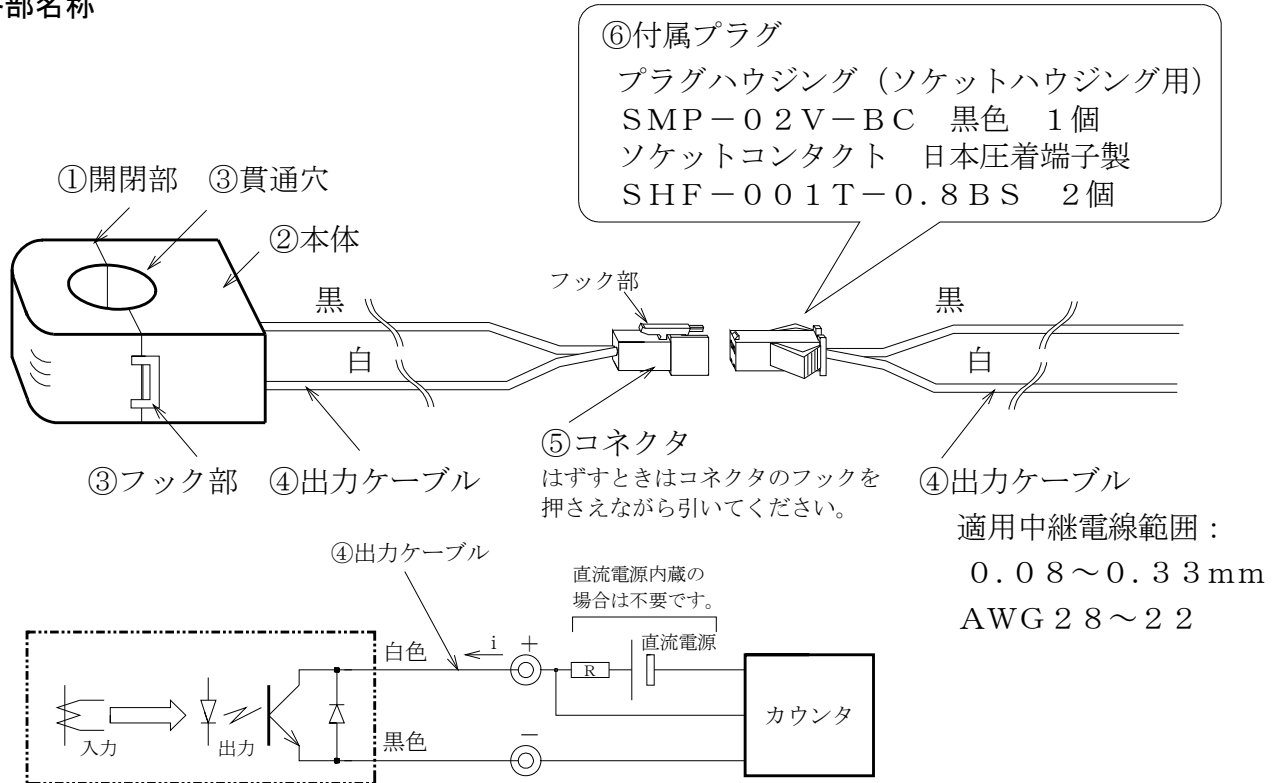 部名称
⑥付属プラグ
プラグハウジング（ソケットハウジング用）
ＳＭＰ－０２Ｖ－ＢＣ　黒色　１個
ソケットコンタクト　日本圧着端子製
ＳＨＦ－００１Ｔ－０.８ＢＳ　２個
①開閉部　③貫通穴
②本体
フック部
黒
黒
白
白
⑤コネクタ
はずすときはコネクタのフックを
押さえながら引いてください。
③フック部　④出力ケーブル
④出力ケーブル
適用中継電線範囲：
０.０８～０.３３mm
ＡＷＧ２８～２２
④出力ケーブル
直流電源内蔵の
場合は不要です。
白色
i
＋
R
直流電源
カウンタ
入力
出力
黒色
－